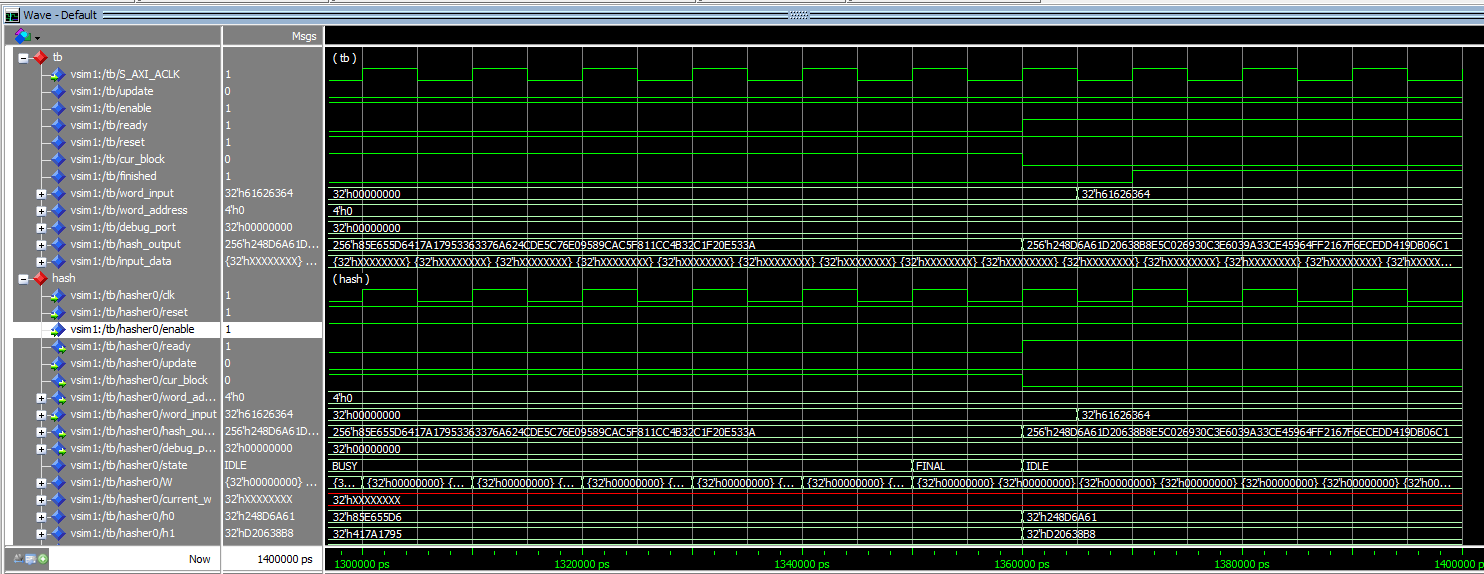 Wave - Default
Msgs
tb
( tb )
vsim1:/tb/S_AXI_ACLK 1
vsim1:/tb/update 0
vsim1:/tb/enable 1
vsim1:/tb/ready 1
vsim1:/tb/reset 1
vsim1:/tb/cur_block 0
vsim1:/tb/finished 1
vsim1:/tb/word_input 32'h61626364 32'h00000000 32'h61626364
vsim1:/tb/word_address 4'h0 4'h0
vsim1:/tb/debug_port 32'h00000000 32'h00000000
vsim1:/tb/hash_output 256'h248D6A61D... 256'h85E655D6417A17953363376A624CDE5C76E09589CAC5F811CC4B32C1F20E533A 256'h248D6A61D20638B8E5C026930C3E6039A33CE45964FF2167F6ECEDD419DB06C1
vsim1:/tb/input_data {32'hXXXXXXXX} ... {32'hXXXXXXXX} {32'hXXXXXXXX} {32'hXXXXXXXX} {32'hXXXXXXXX} {32'hXXXXXXXX} {32'hXXXXXXXX} {32'hXXXXXXXX} {32'hXXXXXXXX} {32'hXXXXXXXX} {32'hXXXXXXXX} {32'hXXXXXXXX} {32'hXXXXXXXX} {32'hXXXXXXXX} {32'hXXXXX...
hash
( hash )
vsim1:/tb/hasher0/clk 1
vsim1:/tb/hasher0/reset 1
vsim1:/tb/hasher0/enable 1
vsim1:/tb/hasher0/ready 1
vsim1:/tb/hasher0/update 0
vsim1:/tb/hasher0/cur_block 0
vsim1:/tb/hasher0/word_ad... 4'h0 4'h0
vsim1:/tb/hasher0/word_input 32'h61626364 32'h00000000 32'h61626364
vsim1:/tb/hasher0/hash_ou... 256'h248D6A61D... 256'h85E655D6417A17953363376A624CDE5C76E09589CAC5F811CC4B32C1F20E533A 256'h248D6A61D20638B8E5C026930C3E6039A33CE45964FF2167F6ECEDD419DB06C1
vsim1:/tb/hasher0/debug_p... 32'h00000000 32'h00000000
vsim1:/tb/hasher0/state IDLE BUSY FINAL IDLE
vsim1:/tb/hasher0/W {32'h00000000} ... {3... {32'h00000000} {... {32'h00000000} {... {32'h00000000} {... {32'h00000000} {... {32'h00000000} {... {32'h00000000} {32'h00000000} {32'h00000000} {32'h00000000} {32'h00000000} {32'h00000000} {32'h00...
vsim1:/tb/hasher0/current_w 32'hXXXXXXXX 32'hXXXXXXXX
vsim1:/tb/hasher0/h0 32'h248D6A61 32'h85E655D6 32'h248D6A61
vsim1:/tb/hasher0/h1 32'hD20638B8 32'h417A1795 32'hD20638B8
Now 1400000 ps 1300000 ps 1320000 ps 1340000 ps 1360000 ps 1380000 ps 1400000 ps